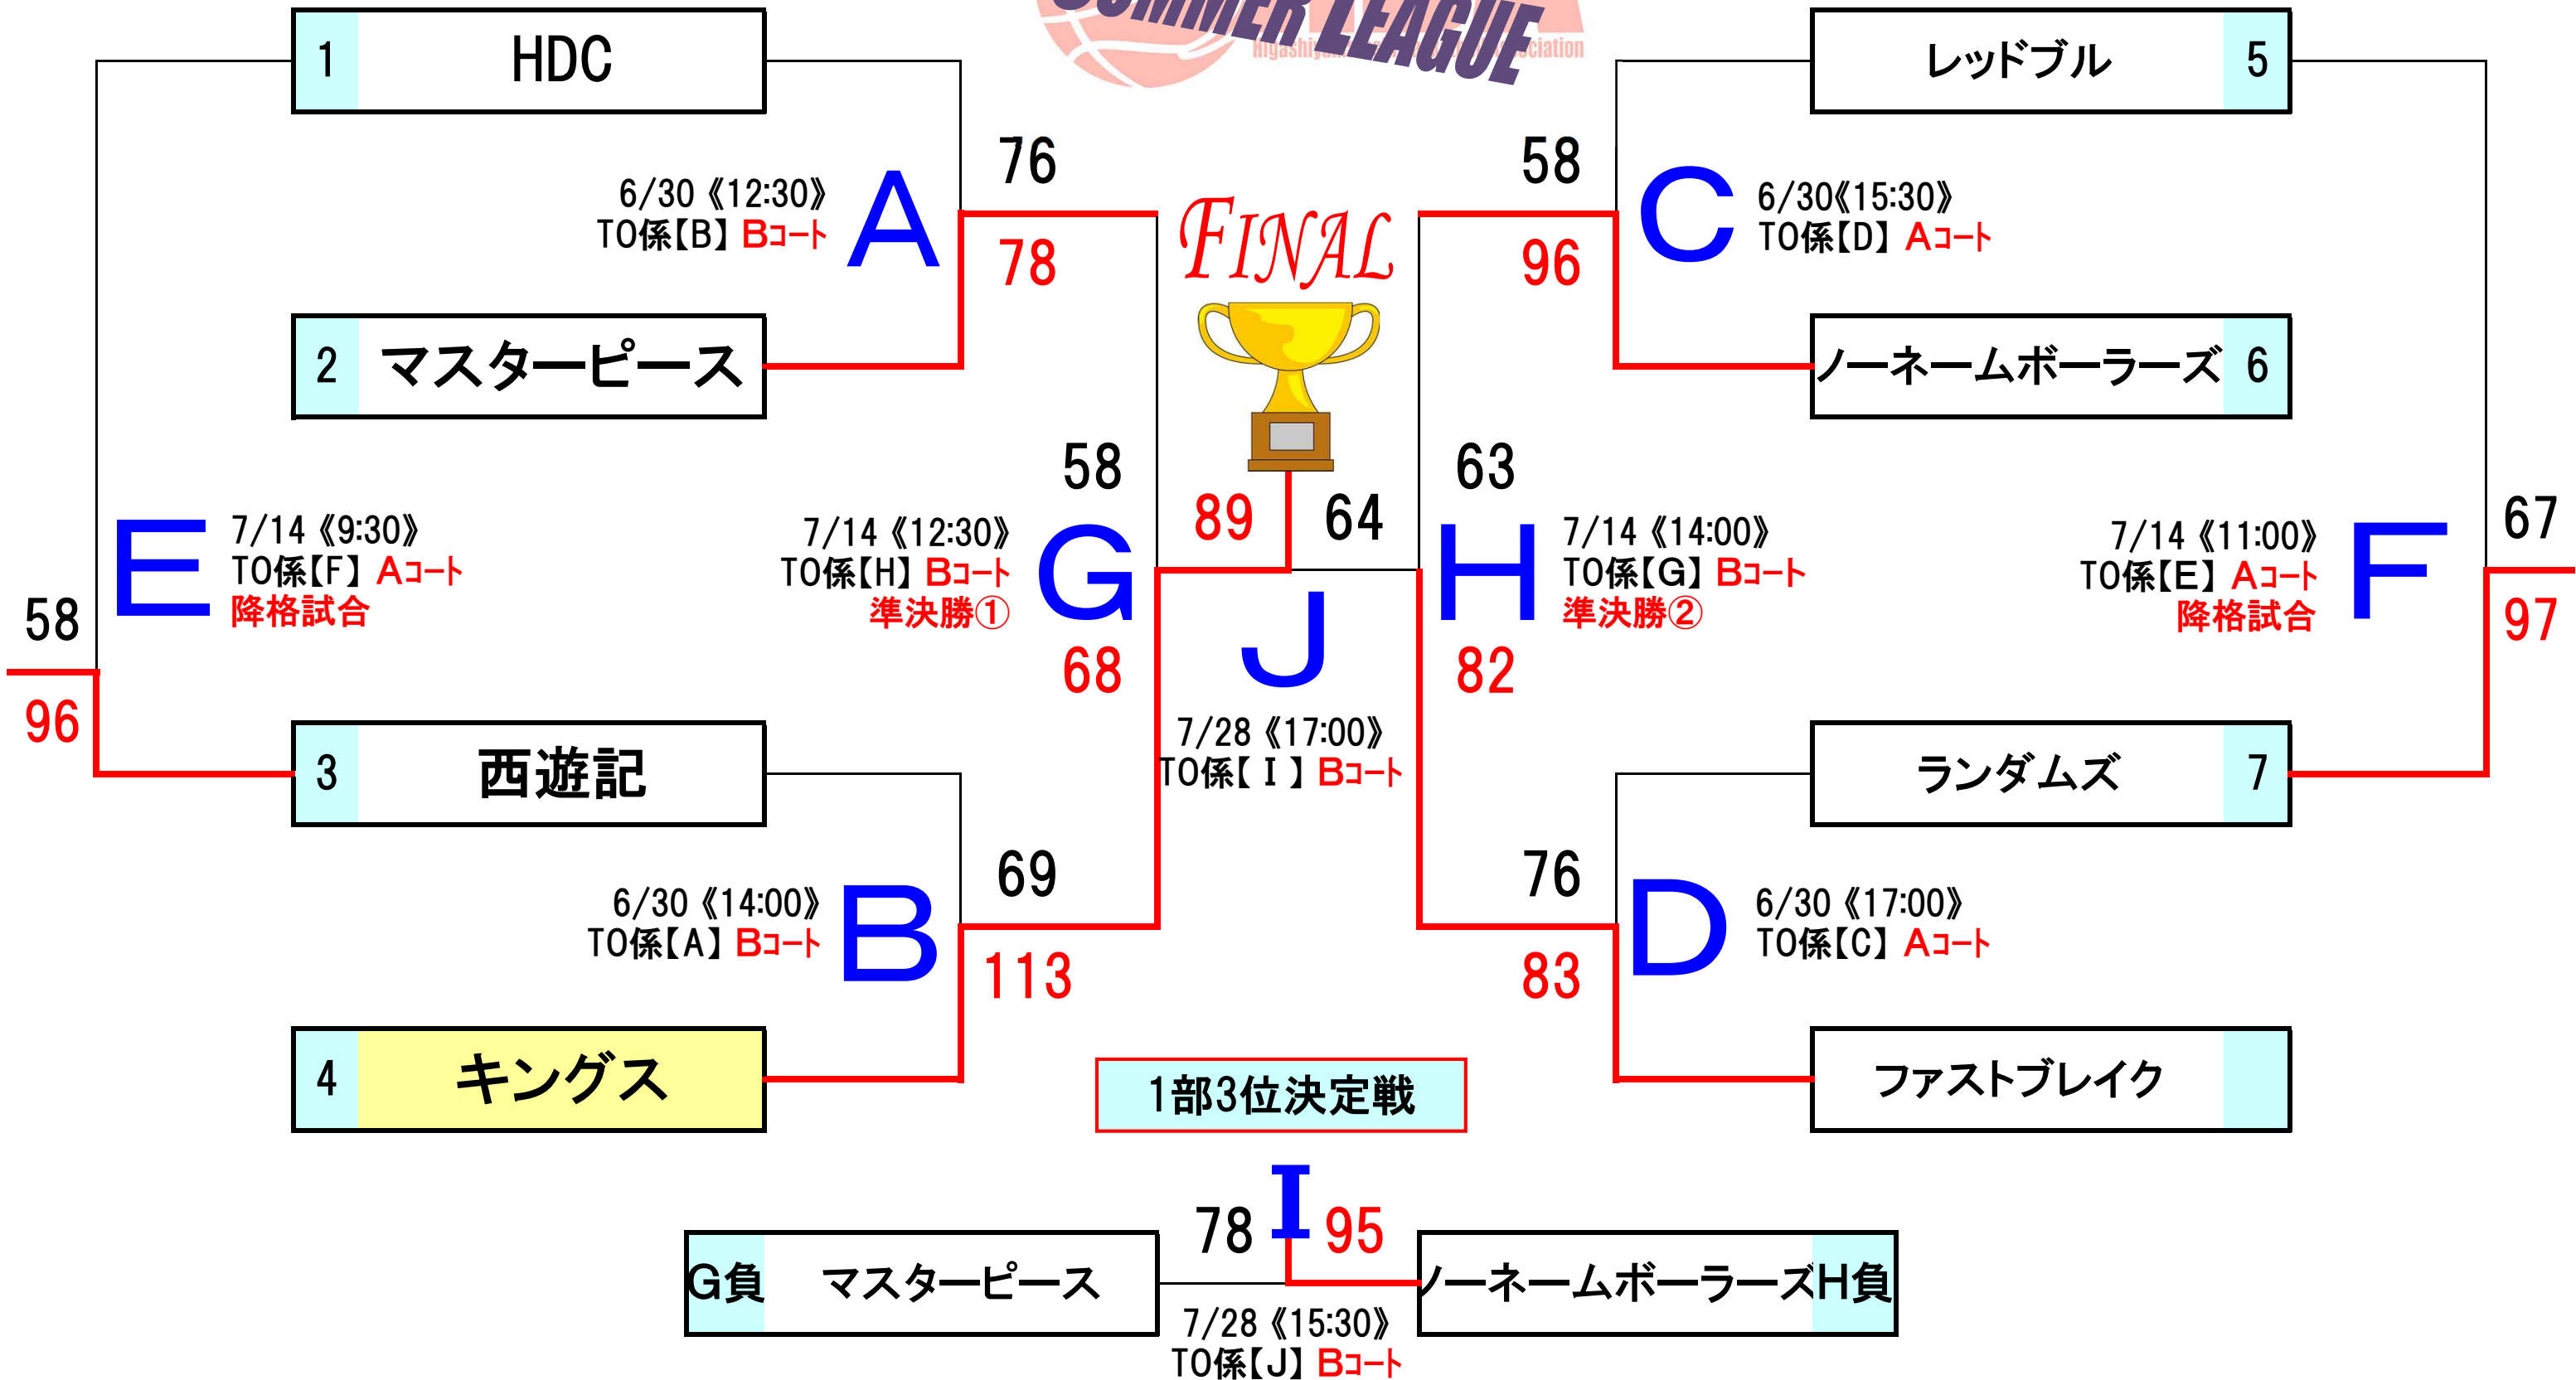 SUMMER LEAGUE
1 HDC
レッドブル 5
76
58
6/30 《12:30》
TO係【B】 Bコート
A
C
6/30《15:30》
TO係【D】 Aコート
78
FINAL
96
2 マスターピース
ノーネームボーラーズ 6
58
89
64
63
67
E
7/14 《9:30》
TO係【F】 Aコート
降格試合
7/14 《12:30》
TO係【H】 Bコート
準決勝①
G
H
7/14 《14:00》
TO係【G】 Bコート
準決勝②
7/14 《11:00》
TO係【E】 Aコート
降格試合
F
58
97
68
J
82
96
7/28 《17:00》
TO係【I】 Bコート
3 西遊記
ランダムズ 7
69
76
6/30 《14:00》
TO係【A】 Bコート
B
D
6/30 《17:00》
TO係【C】 Aコート
113
83
4 キングス
ファストブレイク
1部3位決定戦
78
I
95
G負 マスターピース
ノーネームボーラーズ H負
7/28 《15:30》
TO係【J】 Bコート